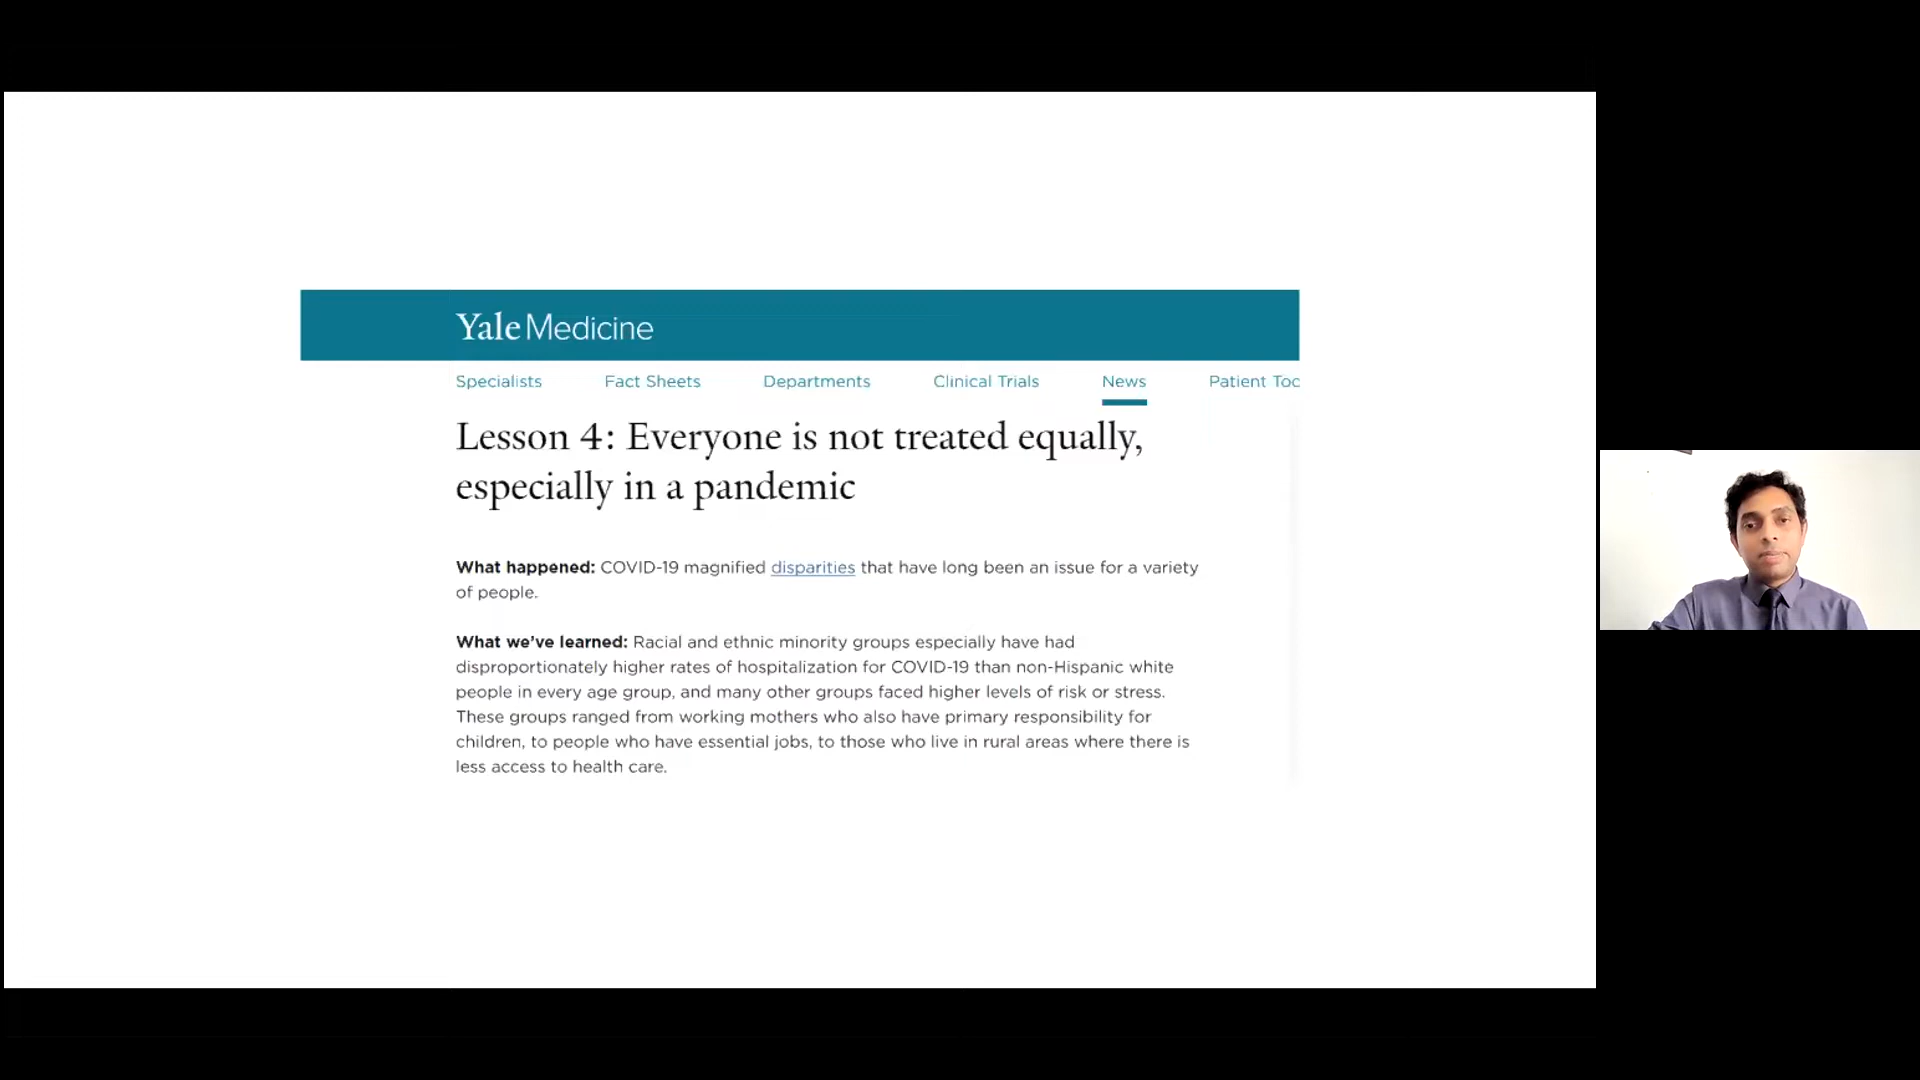 Yale Medicine
Specialists Fact Sheets Departments Clinical Trials News Patient Toc
Lesson 4: Everyone is not treated equally,
especially in a pandemic
What happened: COVID-19 magnified disparities that have long been an issue for a variety
of people.
What we've learned: Racial and ethnic minority groups especially have had
disproportionately higher rates of hospitalization for COVID-19 than non-Hispanic white
people in every age group, and many other groups faced higher levels of risk or stress.
These groups ranged from working mothers who also have primary responsibility for
children, to people who have essential jobs, to those who live in rural areas where there is
less access to health care.